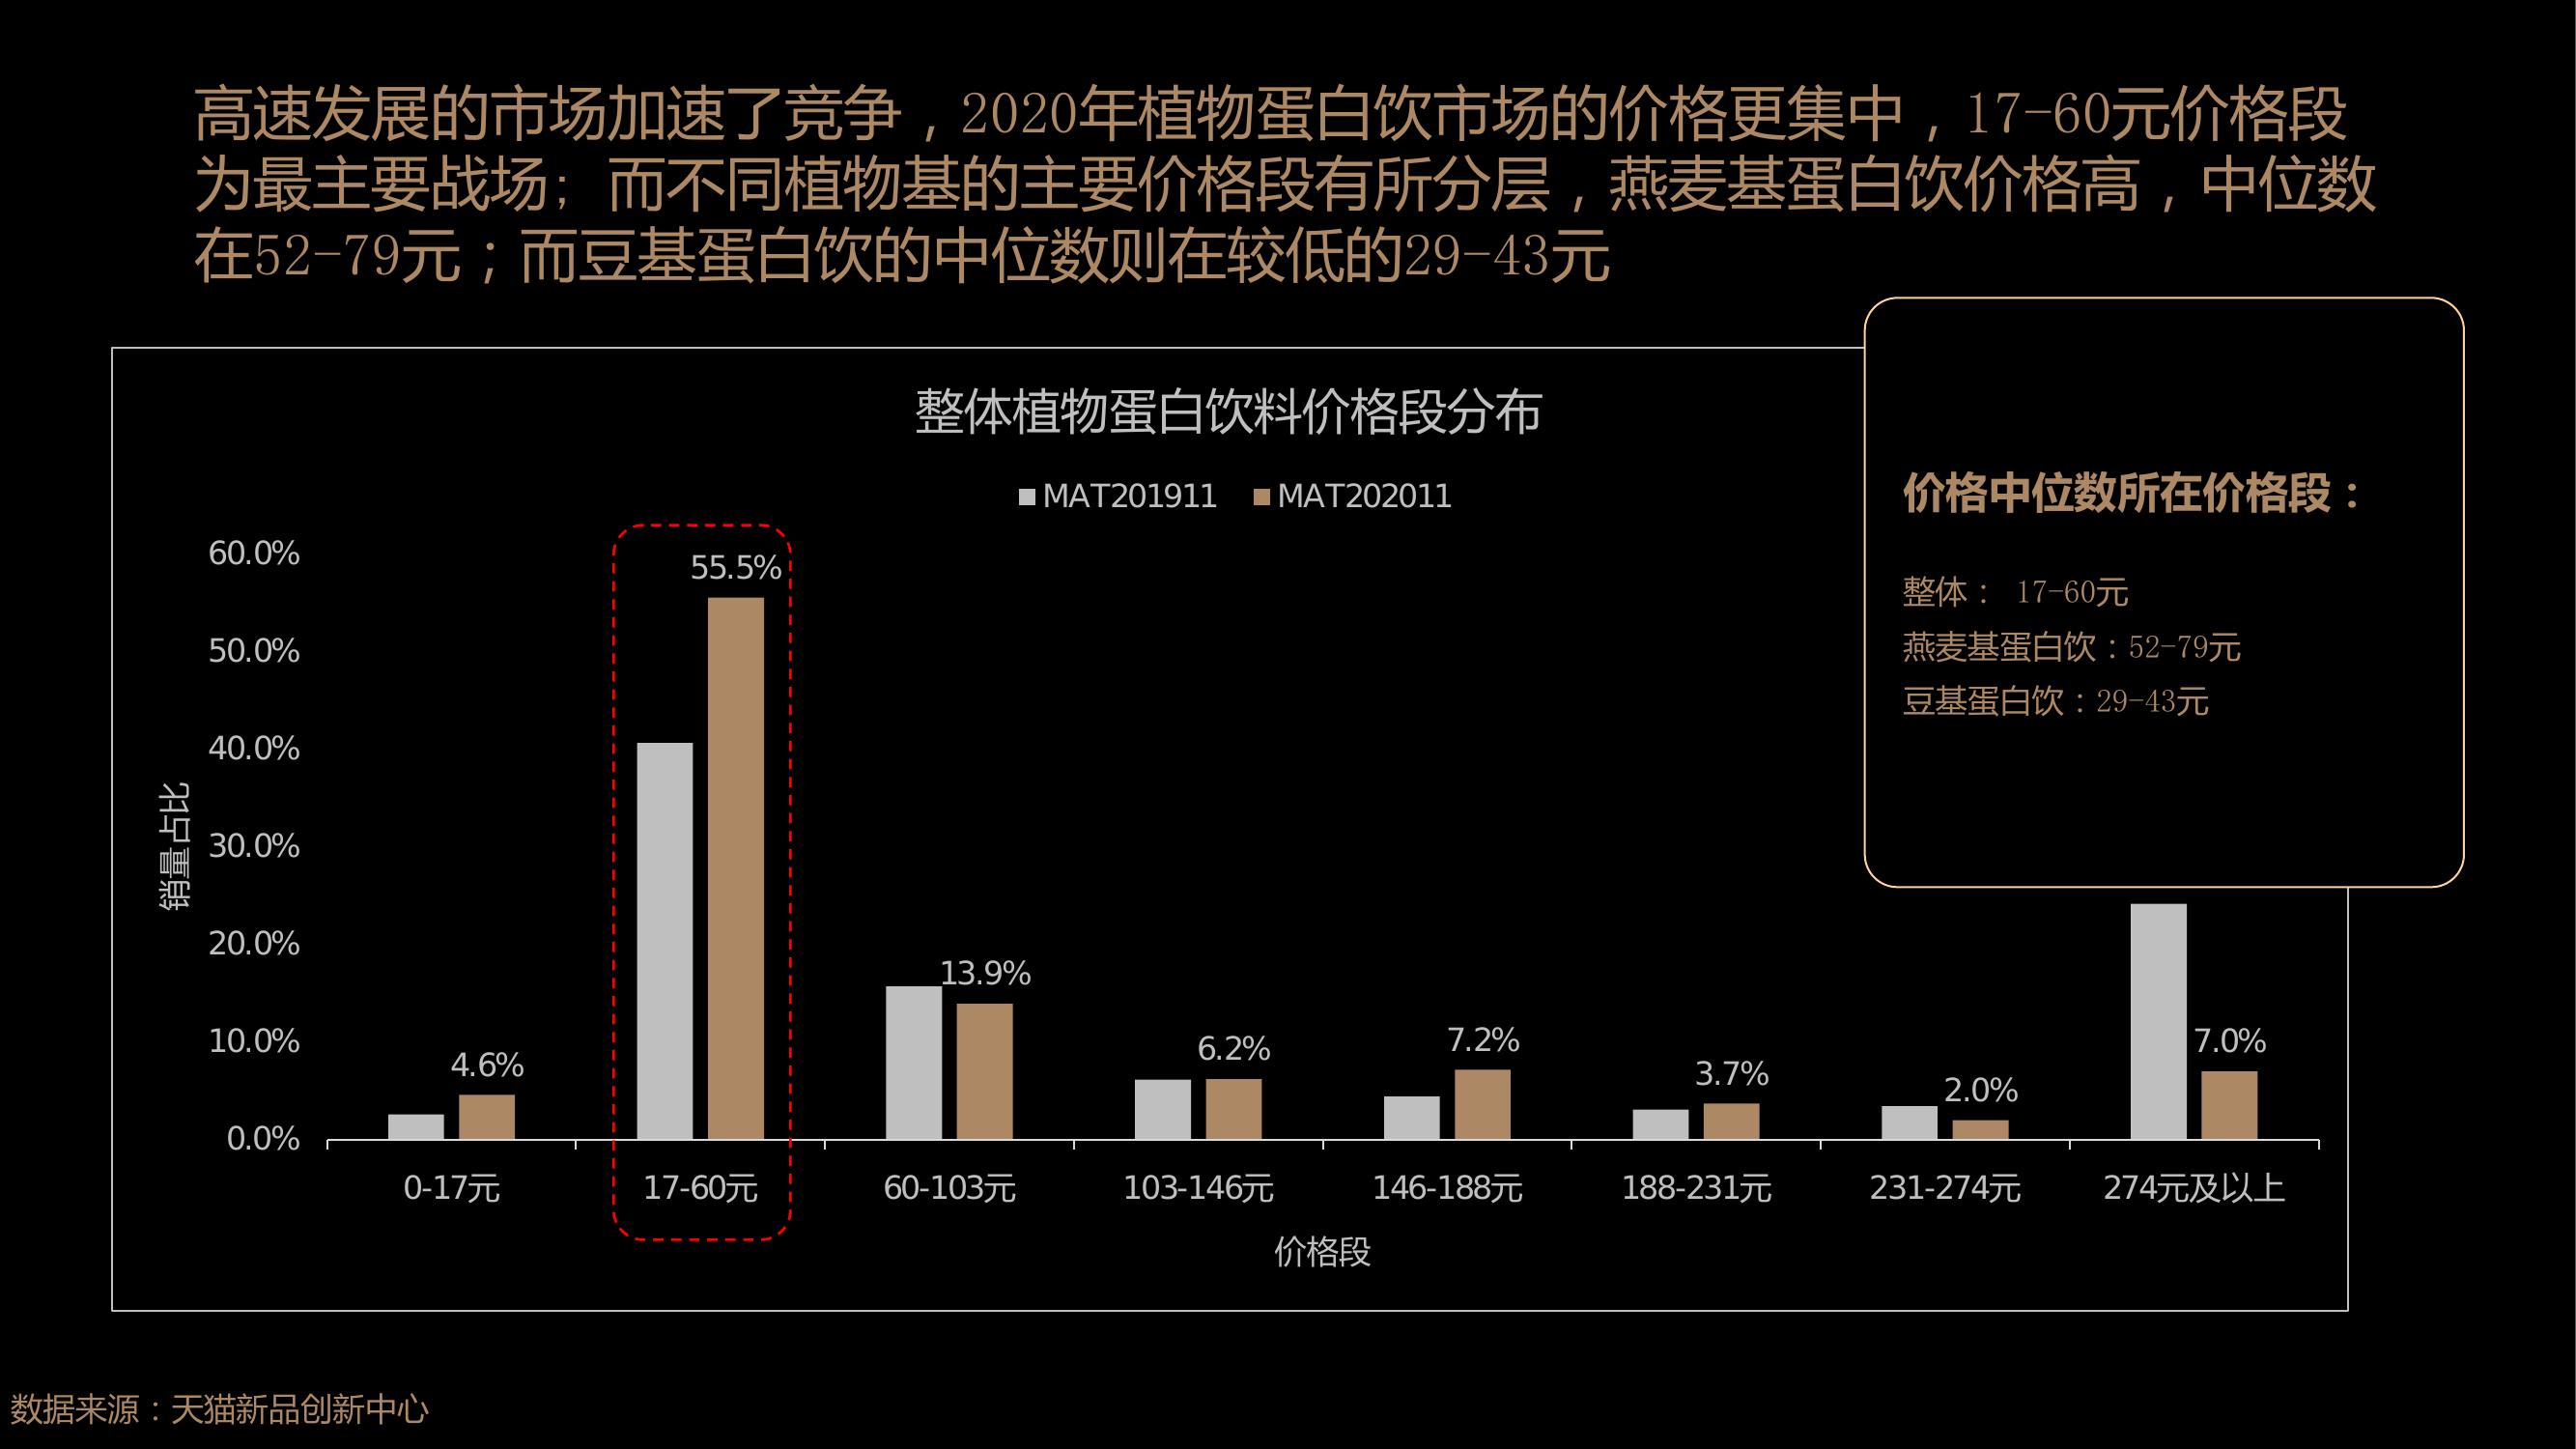 高速发展的市场加速了竞争，2020年植物蛋白饮市场的价格更集中，17-60元价格段
为最主要战场；而不同植物基的主要价格段有所分层，燕麦基蛋白饮价格高，中位数
在52-79元；而豆基蛋白饮的中位数则在较低的29-43元
整体植物蛋白饮料价格段分布
MAT201911 MAT202011
价格中位数所在价格段：
整体： 17-60元
燕麦基蛋白饮：52-79元
豆基蛋白饮：29-43元
销量占比
60.0%
50.0%
40.0%
30.0%
20.0%
10.0%
0.0%
4.6%
55.5%
13.9%
6.2%
7.2%
3.7%
2.0%
7.0%
0-17元 17-60元 60-103元 103-146元 146-188元 188-231元 231-274元 274元及以上
价格段
数据来源：天猫新品创新中心